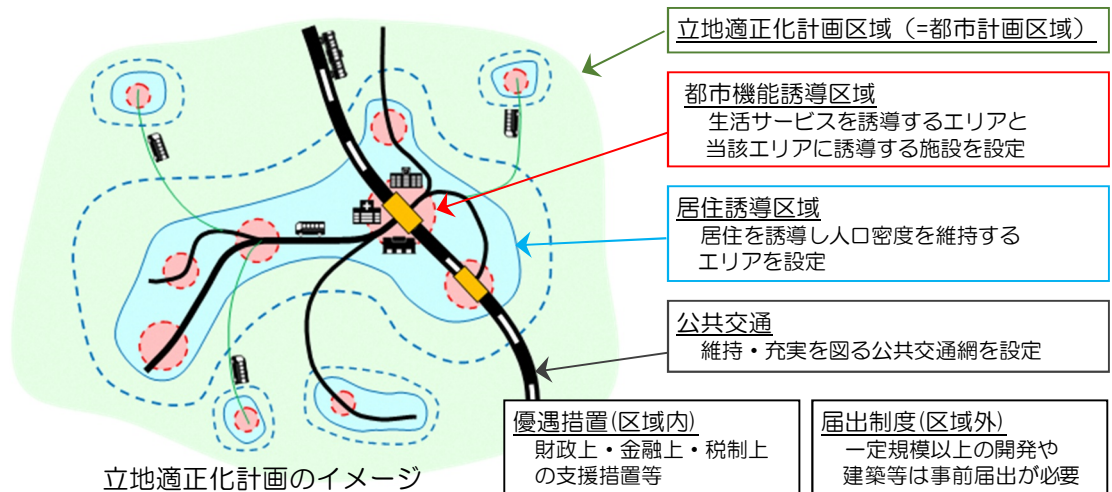 立地適正化計画区域（=都市計画区域）
都市機能誘導区域
生活サービスを誘導するエリアと
当該エリアに誘導する施設を設定
居住誘導区域
居住を誘導し人口密度を維持する
エリアを設定
公共交通
維持・充実を図る公共交通網を設定
優遇措置(区域内)
財政上・金融上・税制上
の支援措置等
届出制度(区域外)
一定規模以上の開発や
建築等は事前届出が必要
立地適正化計画のイメージ